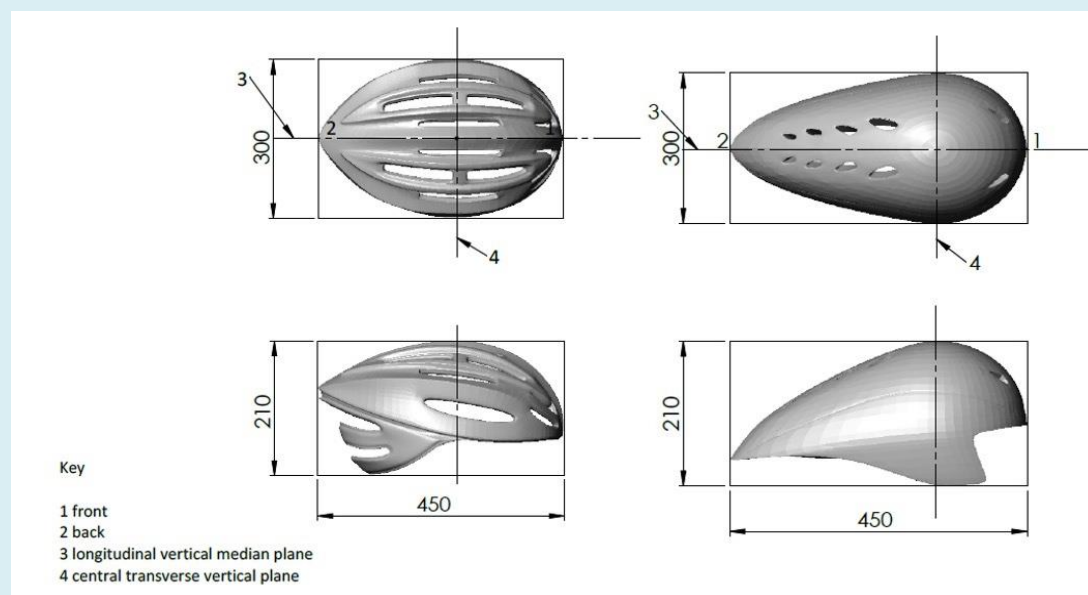 3
2
1
300
4
3
2
1
300
4
210
450
210
450
Key
1 front
2 back
3 longitudinal vertical median plane
4 central transverse vertical plane